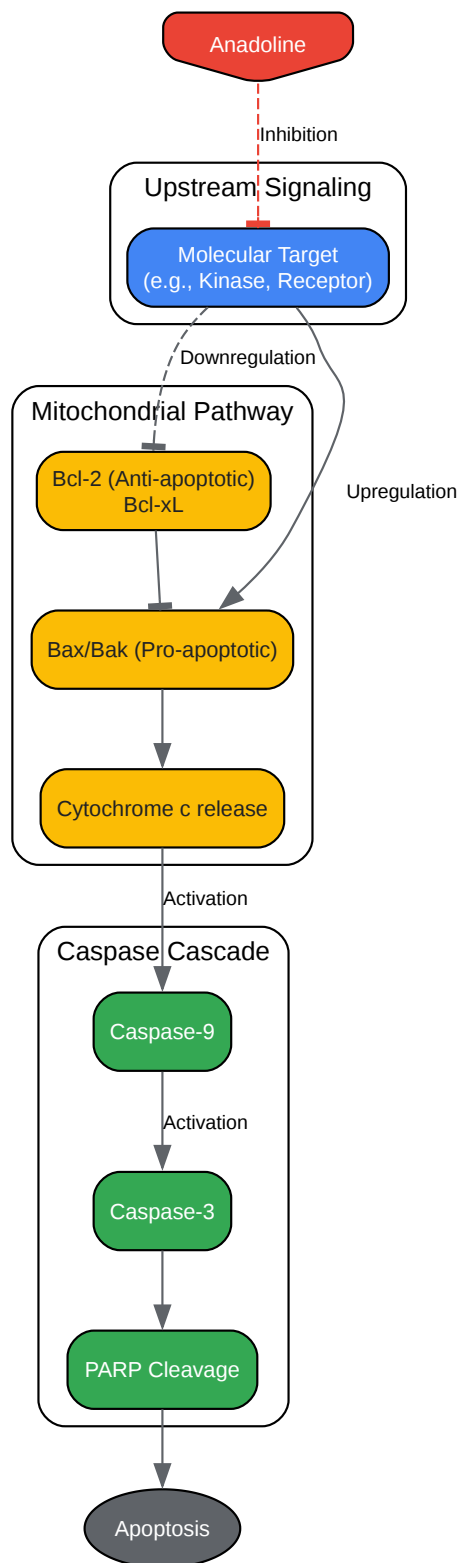 Anadoline
Inhibition
Upstream Signaling
Molecular Target
(e.g., Kinase, Receptor)
Downregulation
Mitochondrial Pathway
Bcl-2 (Anti-apoptotic)
Bcl-xL
Upregulation
Bax/Bak (Pro-apoptotic)
Cytochrome c release
Activation
Caspase Cascade
Caspase-9
Activation
Caspase-3
PARP Cleavage
Apoptosis